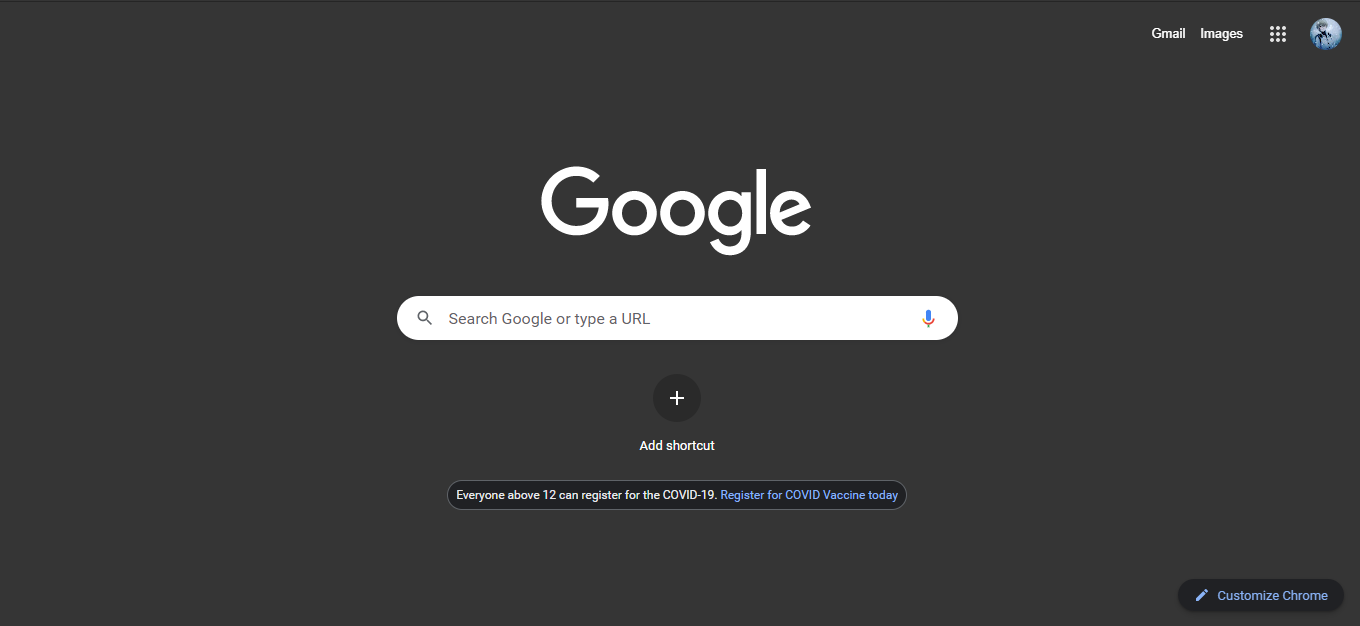 Gmail Images
Google
Search Google or type a URL
Add shortcut
Everyone above 12 can register for the COVID-19. Register for COVID Vaccine today
Customize Chrome